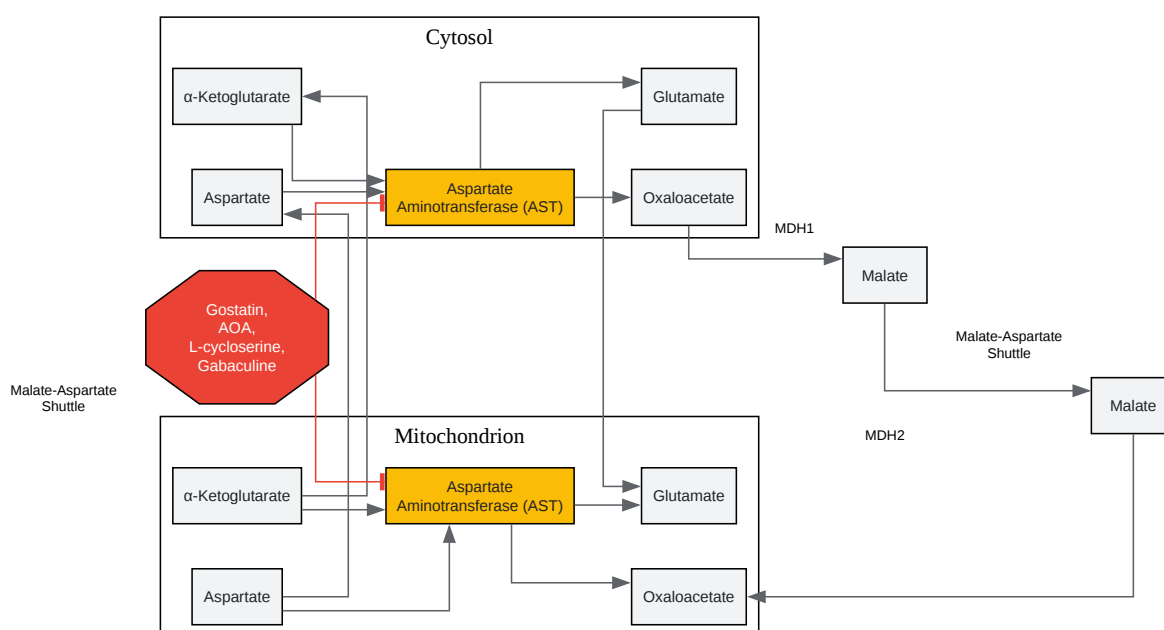 Cytosol
α-Ketoglutarate
Glutamate
Aspartate
Aspartate
Aminotransferase (AST)
Oxaloacetate
MDH1
Malate
Gostatin,
AOA,
L-cycloserine,
Gabaculine
Malate-Aspartate
Shuttle
Malate-Aspartate
Shuttle
Malate
MDH2
Mitochondrion
α-Ketoglutarate
Aspartate
Aminotransferase (AST)
Glutamate
Aspartate
Oxaloacetate